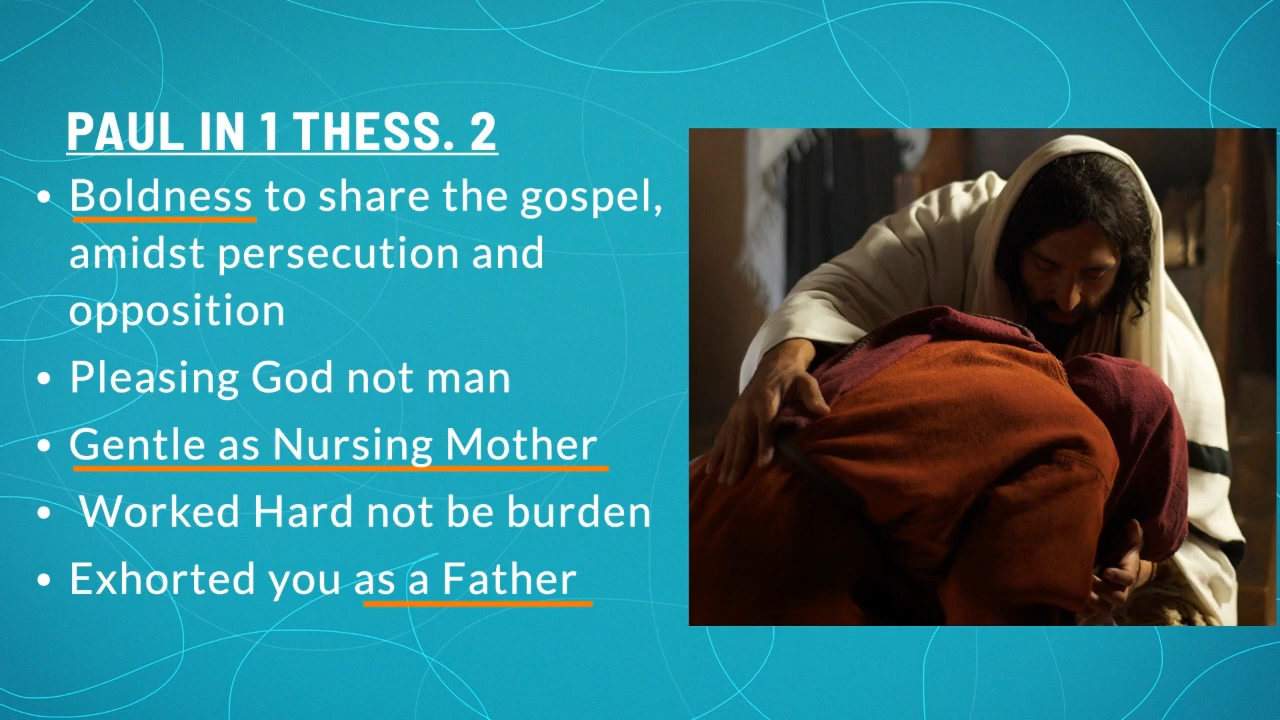 PAUL IN 1 THESS. 2
• Boldness to share the gospel,
amidst persecution and
opposition
• Pleasing God not man
• Gentle as Nursing Mother
• Worked Hard not be burden
• Exhorted you as a Father